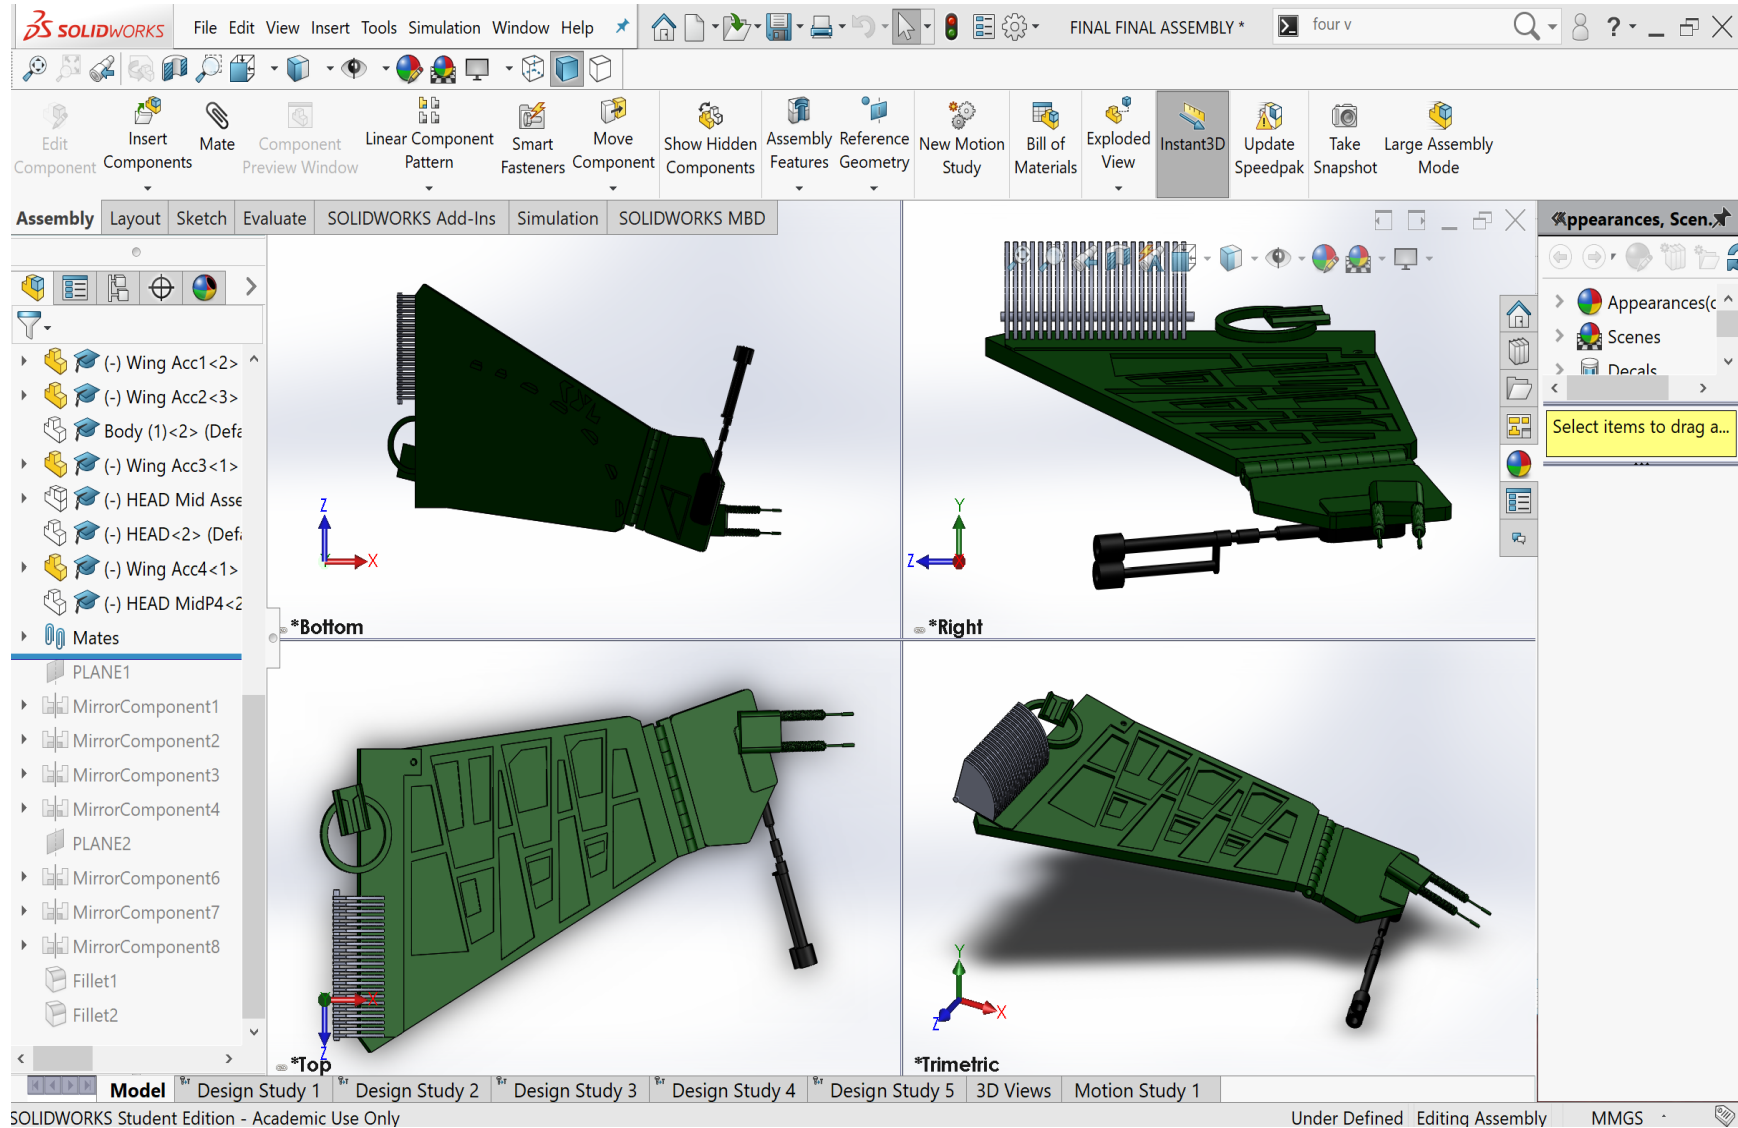 SOLIDWORKS File Edit View Insert Tools Simulation Window Help FINAL FINAL ASSEMBLY * four v ?
Edit Component
Insert Components
Mate
Component Preview Window
Linear Component Pattern
Smart Fasteners
Move Component
Show Hidden Components
Assembly Features
Reference Geometry
New Motion Study
Bill of Materials
Exploded View
Instant3D
Update Speedpak
Take Snapshot
Large Assembly Mode
Assembly Layout Sketch Evaluate SOLIDWORKS Add-Ins Simulation SOLIDWORKS MBD
(-) Wing Acc1<2>
(-) Wing Acc2<3>
Body (1)<2> (Defa
(-) Wing Acc3<1>
(-) HEAD Mid Asse
(-) HEAD<2> (Defa
(-) Wing Acc4<1>
(-) HEAD MidP4<2
Mates
PLANE1
MirrorComponent1
MirrorComponent2
MirrorComponent3
MirrorComponent4
PLANE2
MirrorComponent6
MirrorComponent7
MirrorComponent8
Fillet1
Fillet2
Z
X
*Bottom
Y
Z
*Right
X
Z
*Top
Y
X
Z
*Trimetric
Appearances, Scen...
Appearances(c
Scenes
Decals
Select items to drag a...
Model Design Study 1 Design Study 2 Design Study 3 Design Study 4 Design Study 5 3D Views Motion Study 1
SOLIDWORKS Student Edition - Academic Use Only Under Defined Editing Assembly MMGS -